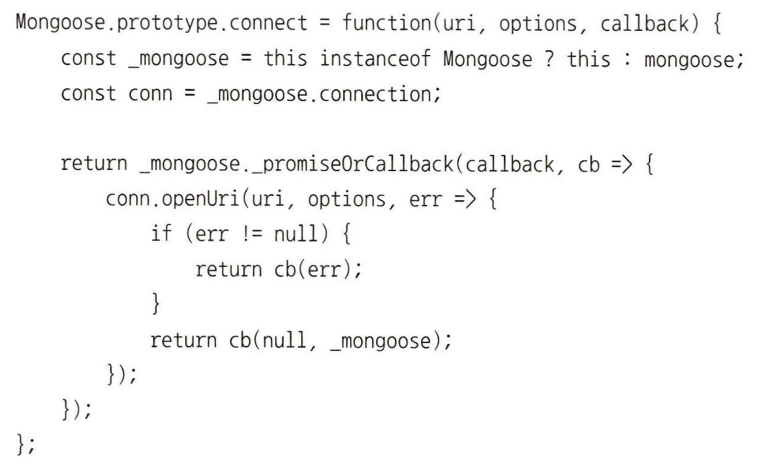 Mongoose.prototype.connect = function(uri, options, callback) {
    const _mongoose = this instanceof Mongoose ? this : mongoose;
    const conn = _mongoose.connection;

    return _mongoose._promiseOrCallback(callback, cb => {
        conn.openUri(uri, options, err => {
            if (err != null) {
                return cb(err);
            }
            return cb(null, _mongoose);
        });
    });
};